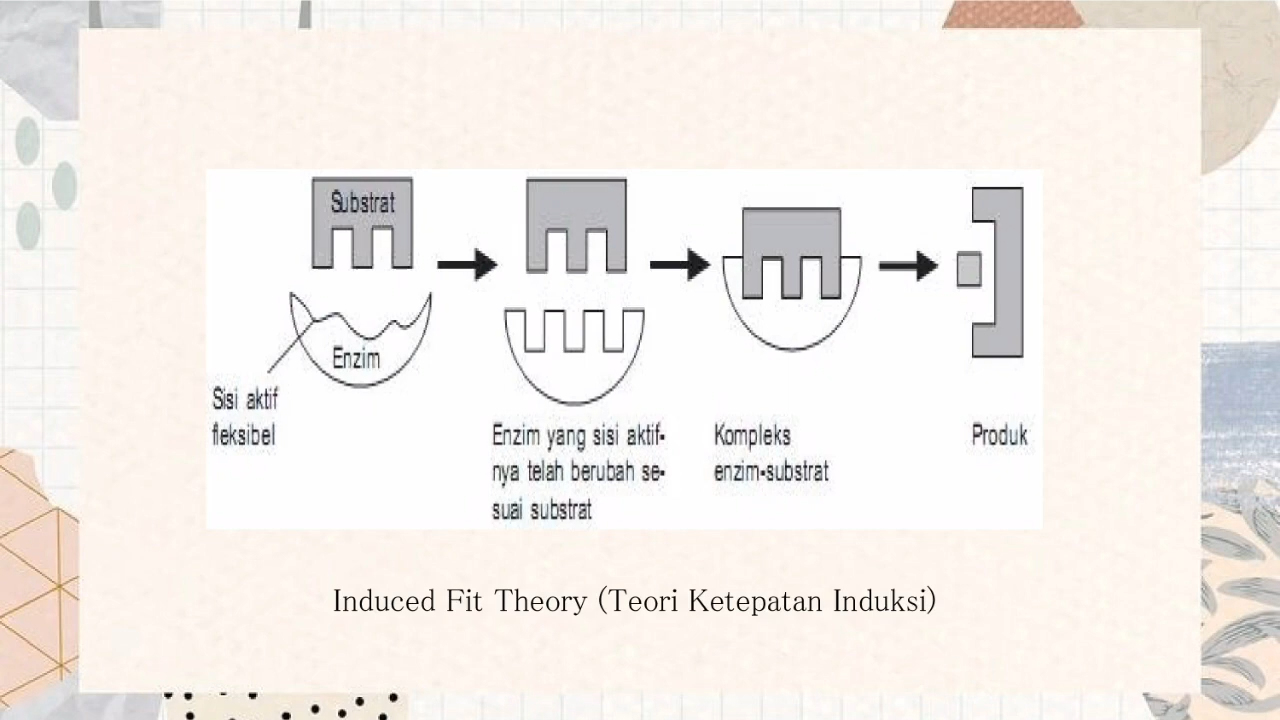 Substrat
Enzim
Sisi aktif
fleksibel
Enzim yang sisi aktif-
nya telah berubah se-
suai substrat
Kompleks
enzim-substrat
Produk
Induced Fit Theory (Teori Ketepatan Induksi)